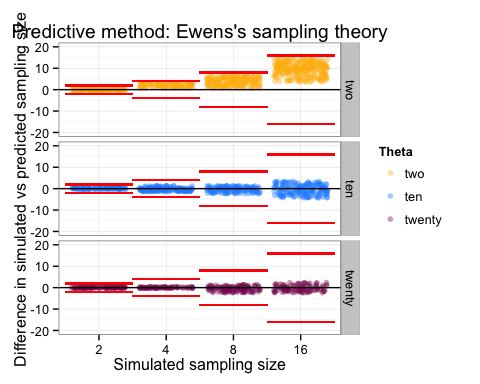 Predictive method: Ewens's sampling theory
Difference in simulated vs predicted sampling size
20
10
0
-10
-20
two
20
10
0
-10
-20
ten
20
10
0
-10
-20
twenty
2
4
8
16
Simulated sampling size
Theta
two
ten
twenty